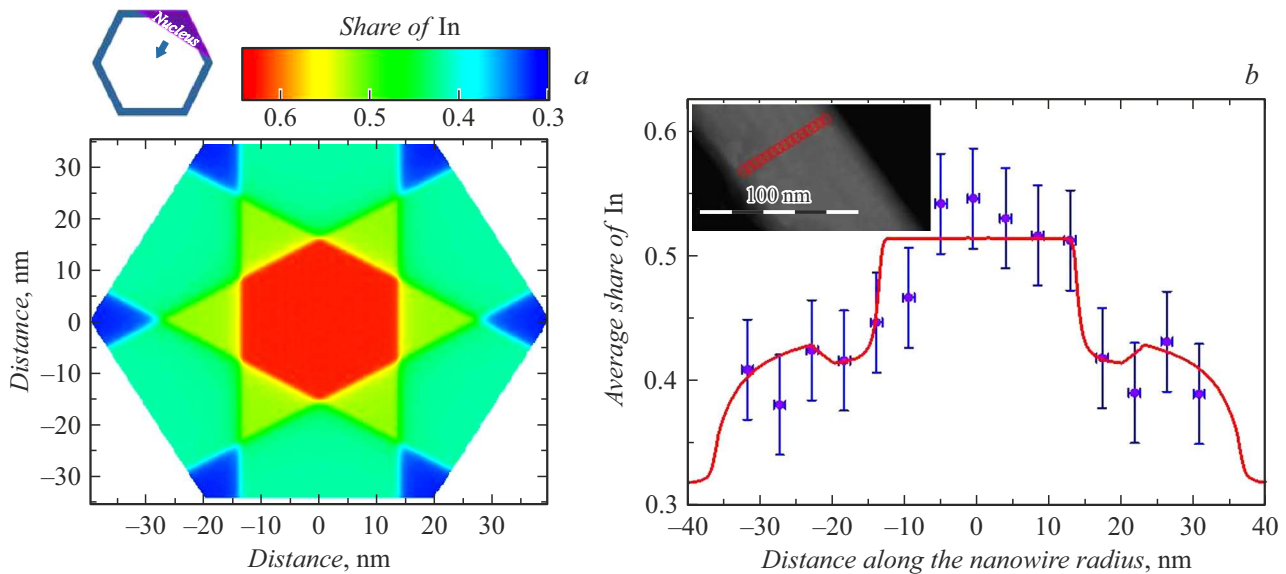 Nucleus
Share of In
0.6 0.5 0.4 0.3
a
Distance, nm
30
20
10
0
–10
–20
–30
–30 –20 –10 0 10 20 30
Distance, nm
b
Average share of In
0.6
0.5
0.4
0.3
100 nm
–40 –30 –20 –10 0 10 20 30 40
Distance along the nanowire radius, nm